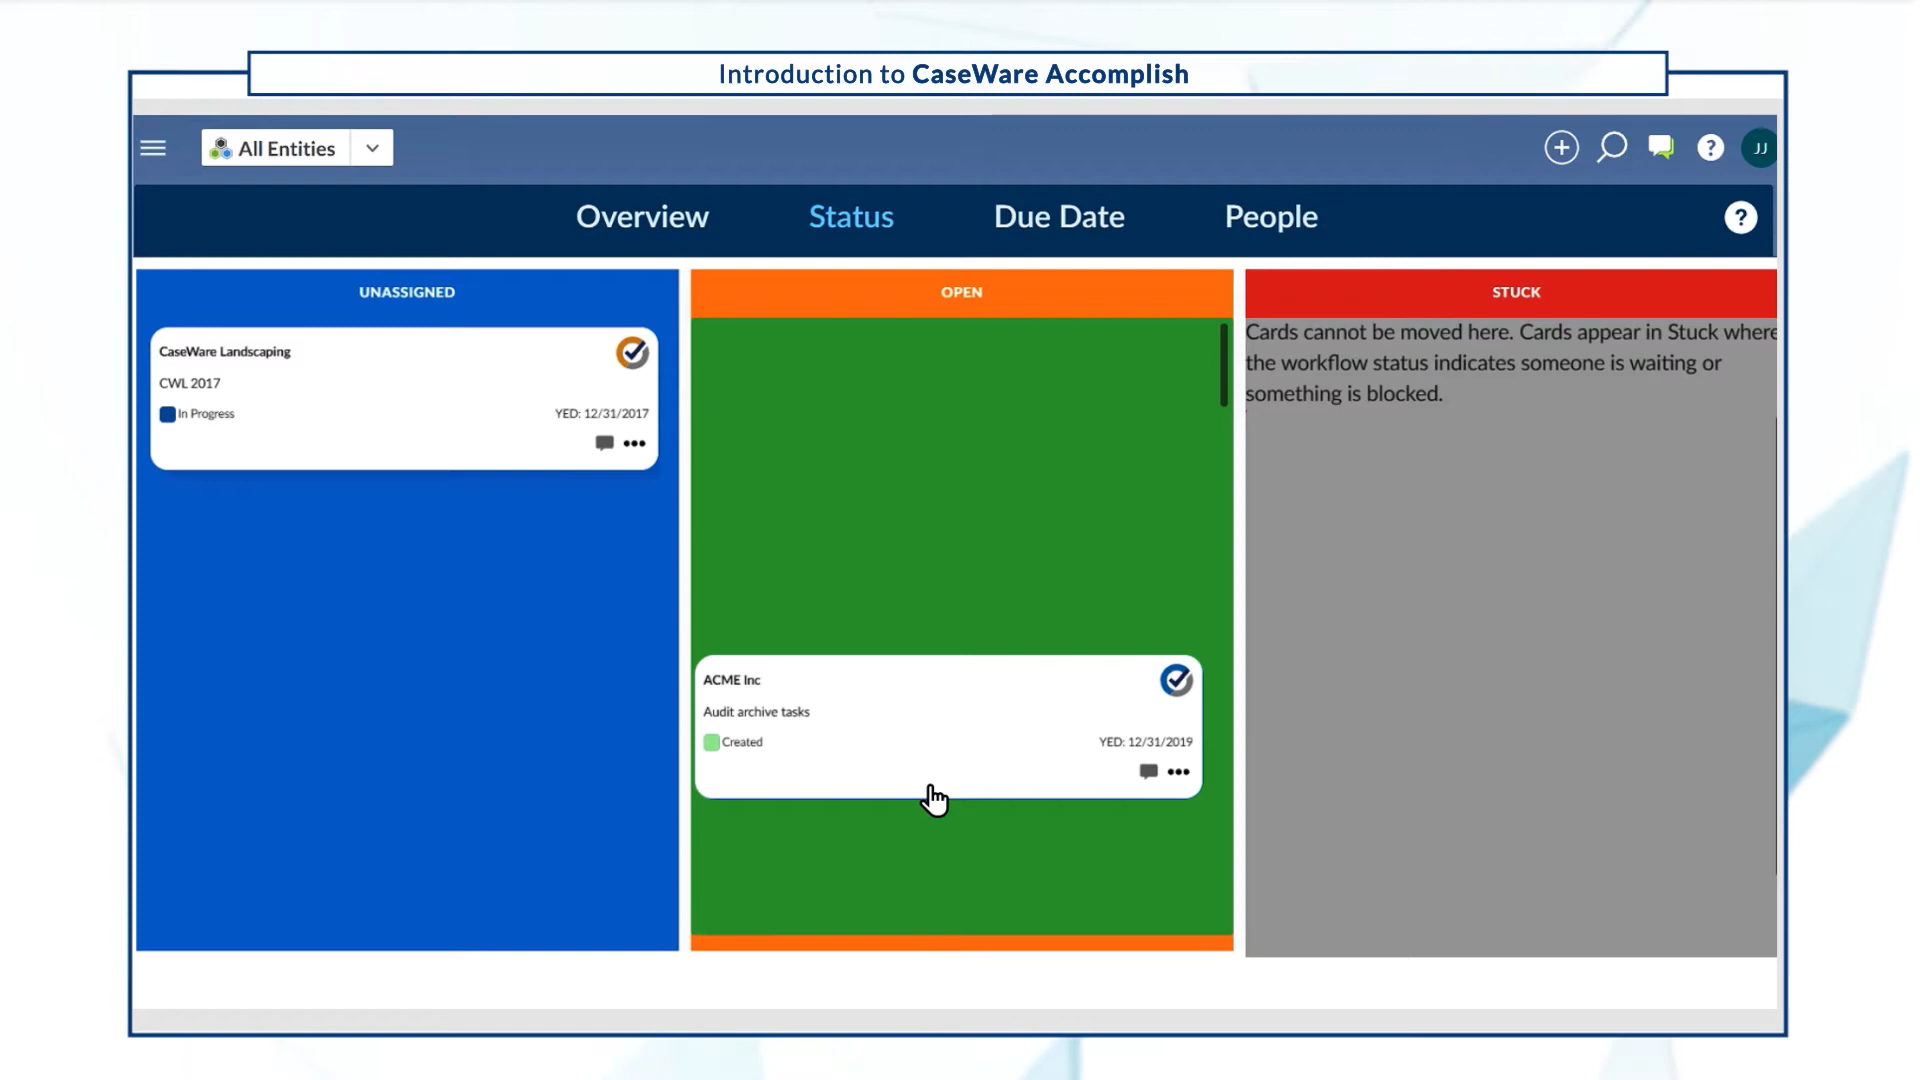 Introduction to CaseWare Accomplish
All Entities
?
JJ
Overview
Status
Due Date
People
?
UNASSIGNED
CaseWare Landscaping
CWL 2017
In Progress
YED: 12/31/2017
OPEN
ACME Inc
Audit archive tasks
Created
YED: 12/31/2019
STUCK
Cards cannot be moved here. Cards appear in Stuck where
the workflow status indicates someone is waiting or
something is blocked.